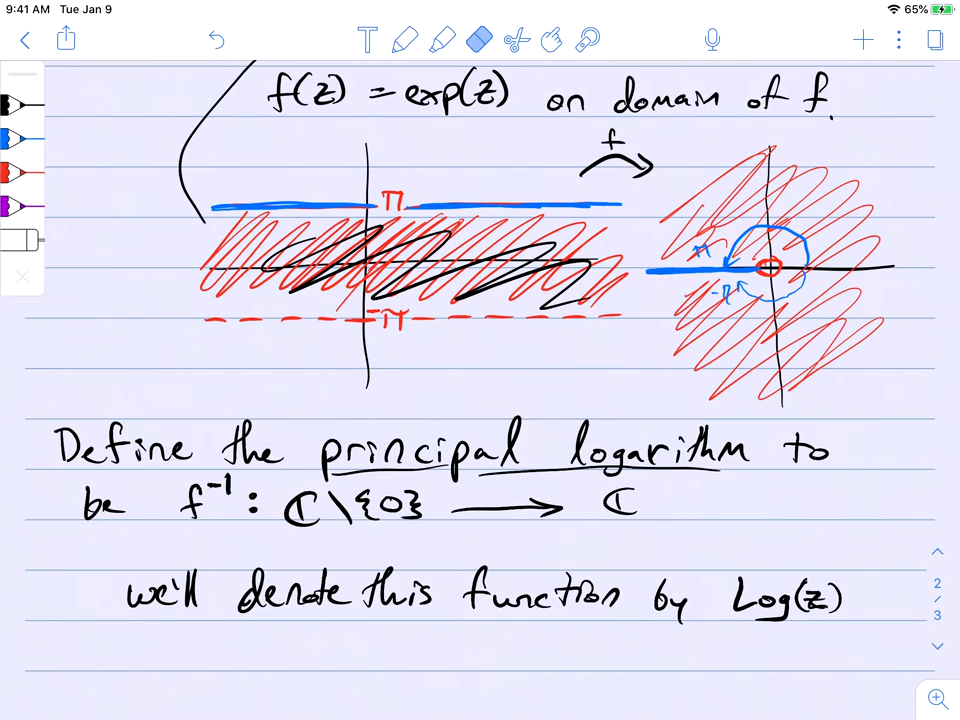 9:41 AM Tue Jan 9
65%
f(z) = exp(z) on domain of f.
f
π
π
-π
-π
Define the principal logarithm to
be f⁻¹: ℂ\{0} ⟶ ℂ
we'll denote this function by Log(z)
2
/
3